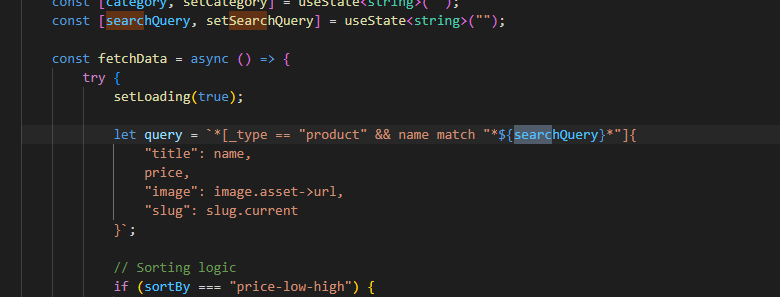 const [category, setCategory] = useState<string>("");
const [searchQuery, setSearchQuery] = useState<string>("");
const fetchData = async () => {
try {
setLoading(true);
let query = `*[_type == "product" && name match "*${searchQuery}*"]{
"title": name,
price,
"image": image.asset->url,
"slug": slug.current
}`;
// Sorting logic
if (sortBy === "price-low-high") {